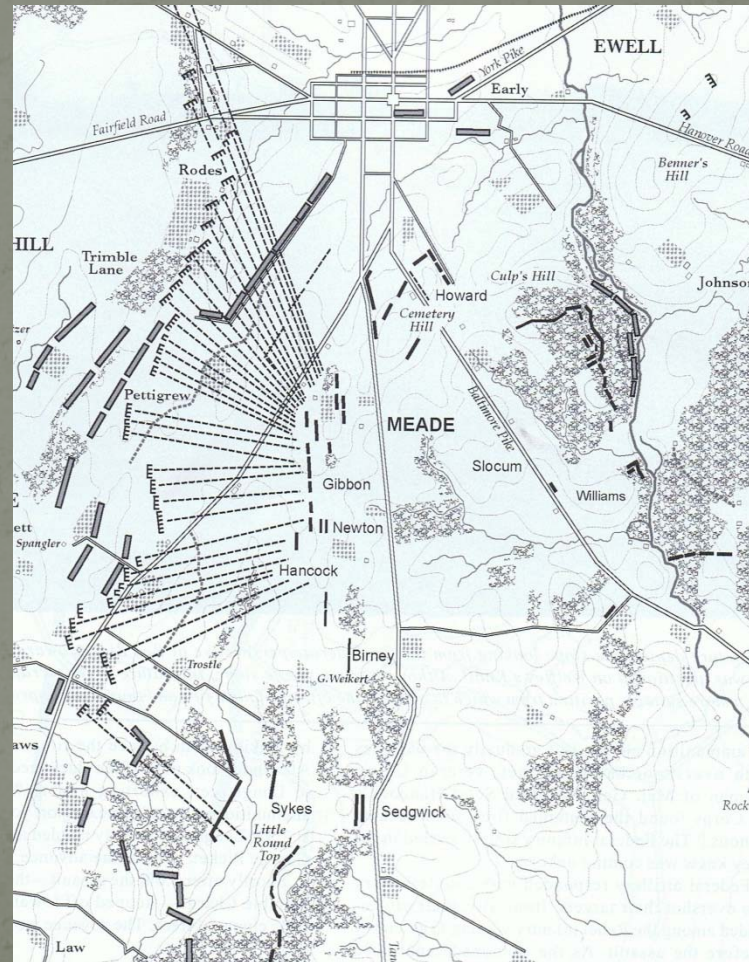 EWELL
York Pike
Early
Fairfield Road
Hanover Road
Rodes
Benner's
Hill
HILL
Trimble
Lane
Culp's Hill
Johnson
Howard
Cemetery
Hill
Pettigrew
MEADE
Baltimore Pike
Slocum
Gibbon
Williams
ett
Spangler
Newton
Hancock
Birney
Trostle
G. Weikert
aws
Sykes
Sedgwick
Little
Round
Top
Rock
Law